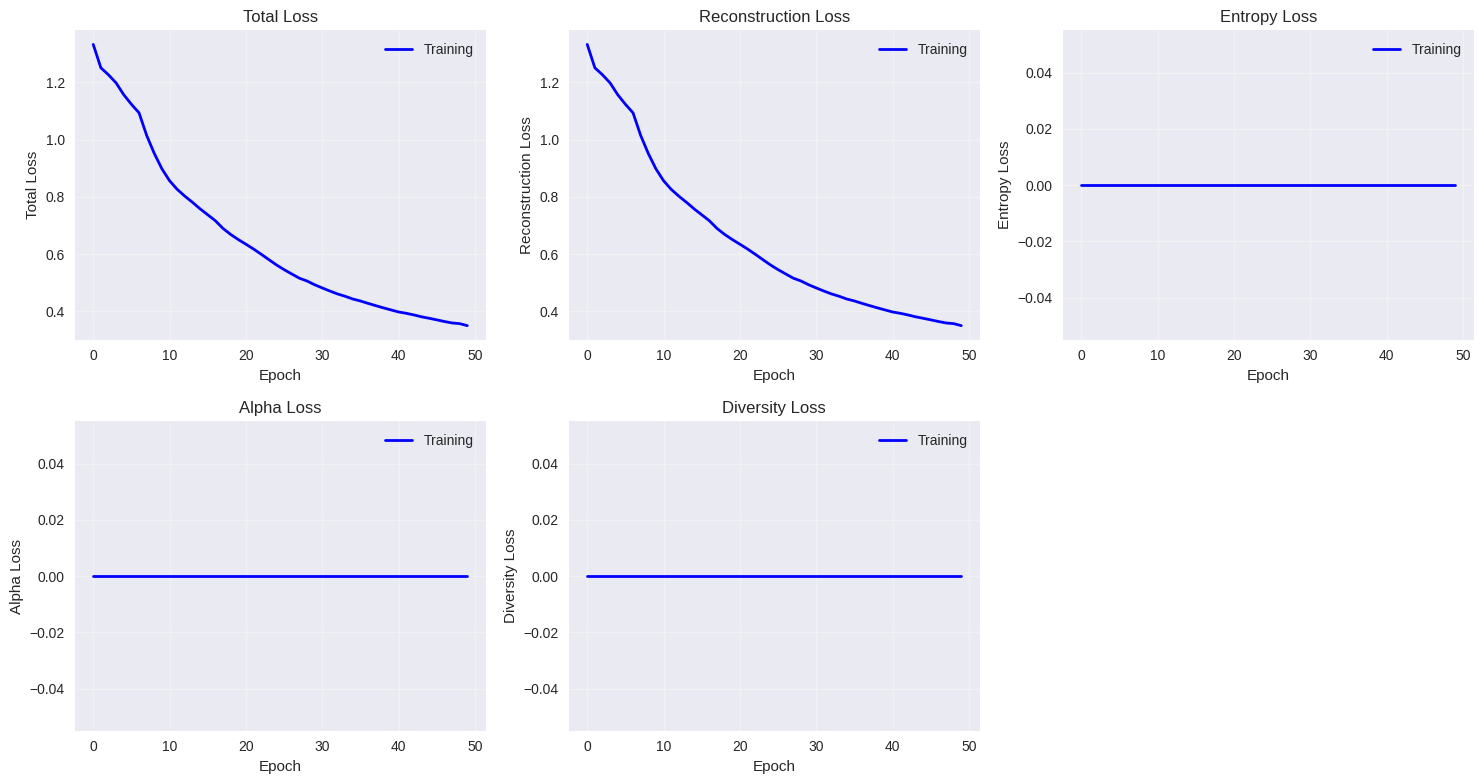 Total Loss
Training
Total Loss
1.2
1.0
0.8
0.6
0.4
0 10 20 30 40 50
Epoch
Reconstruction Loss
Training
Reconstruction Loss
1.2
1.0
0.8
0.6
0.4
0 10 20 30 40 50
Epoch
Entropy Loss
Training
Entropy Loss
0.04
0.02
0.00
−0.02
−0.04
0 10 20 30 40 50
Epoch
Alpha Loss
Training
Alpha Loss
0.04
0.02
0.00
−0.02
−0.04
0 10 20 30 40 50
Epoch
Diversity Loss
Training
Diversity Loss
0.04
0.02
0.00
−0.02
−0.04
0 10 20 30 40 50
Epoch